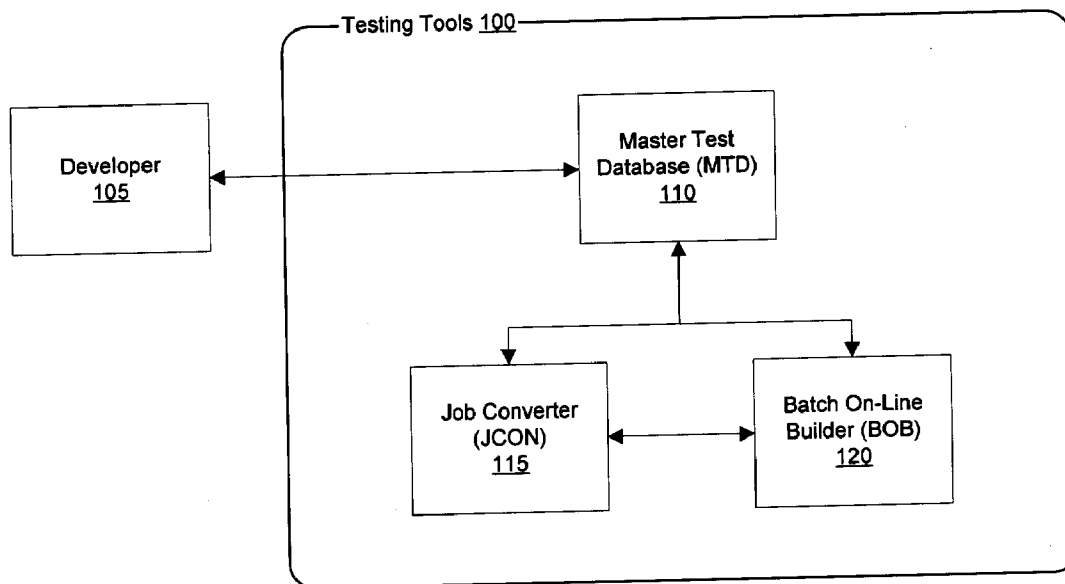 Testing Tools 100
Developer
105
Master Test
Database (MTD)
110
Job Converter
(JCON)
115
Batch On-Line
Builder (BOB)
120